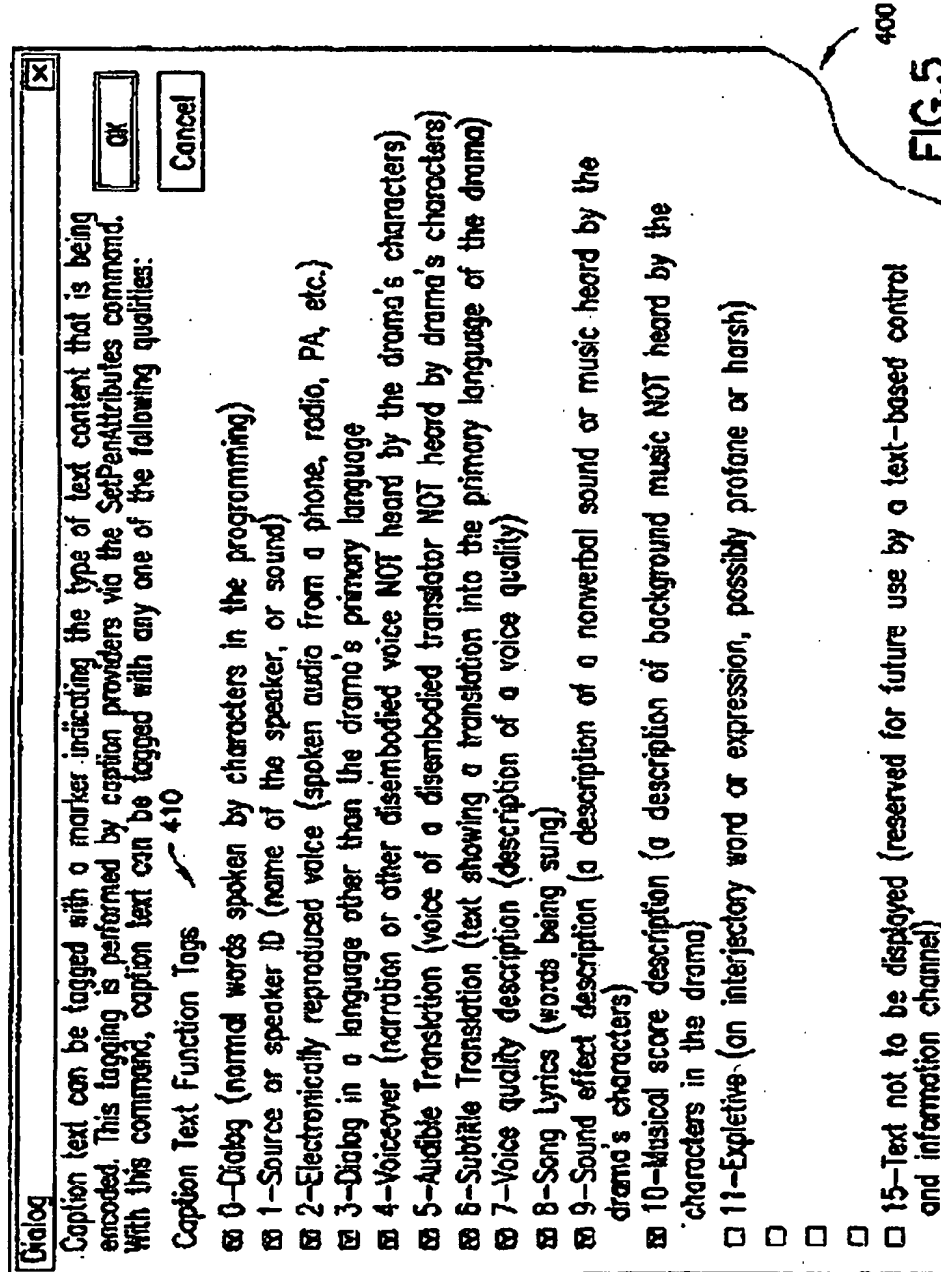 Dialog
Caption text can be tagged with a marker indicating the type of text content that is being
encoded. This tagging is performed by caption providers via the SetPenAttributes command.
With this command, caption text can be tagged with any one of the following qualities:
OK
Cancel
Caption Text Function Tags
410
0-Dialog (normal words spoken by characters in the programming)
1-Source or speaker ID (name of the speaker, or sound)
2-Electronically reproduced voice (spoken audio from a phone, radio, PA, etc.)
3-Dialog in a language other than the drama's primary language
4-Voiceover (narration or other disembodied voice NOT heard by the drama's characters)
5-Audible Translation (voice of a disembodied translator NOT heard by drama's characters)
6-Subtitle Translation (text showing a translation into the primary language of the drama)
7-Voice quality description (description of a voice quality)
8-Song Lyrics (words being sung)
9-Sound effect description (a description of a nonverbal sound or music heard by the
drama's characters)
10-Musical score description (a description of background music NOT heard by the
characters in the drama)
11-Expletive (an interjectory word or expression, possibly profane or harsh)
15-Text not to be displayed (reserved for future use by a text-based control
and information channel)
400
FIG.5